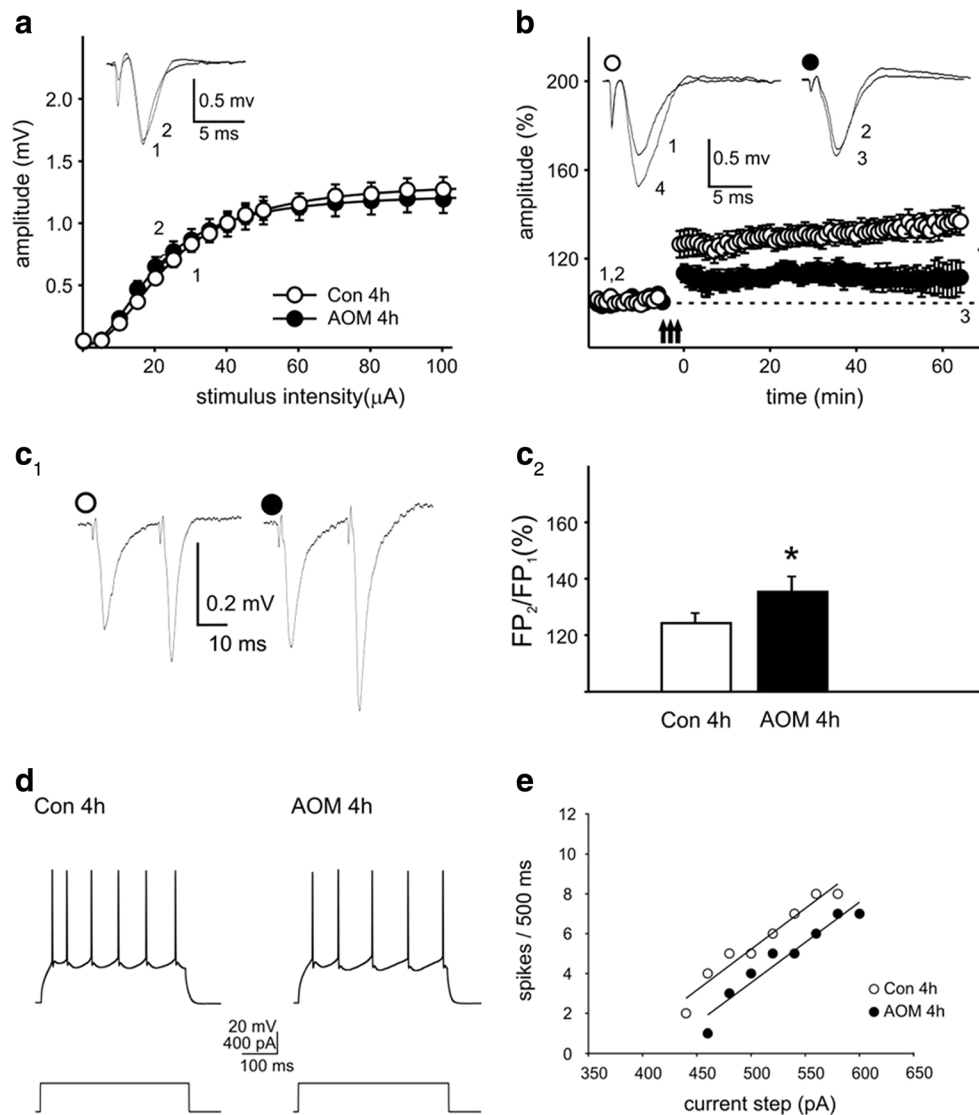 a
amplitude (mV)
2.0
1.5
1.0
0.5
0.5 mv
5 ms
2
1
2
1
Con 4h
AOM 4h
20
40
60
80
100
stimulus intensity(μA)
b
amplitude (%)
200
160
120
0.5 mv
5 ms
1
4
2
3
1,2
3
0
20
40
60
time (min)
c1
0.2 mV
10 ms
c2
FP2/FP1(%)
160
140
120
*
Con 4h
AOM 4h
d
Con 4h
AOM 4h
20 mV
400 pA
100 ms
e
spikes / 500 ms
12
10
8
6
4
2
0
Con 4h
AOM 4h
350
400
450
500
550
600
650
current step (pA)